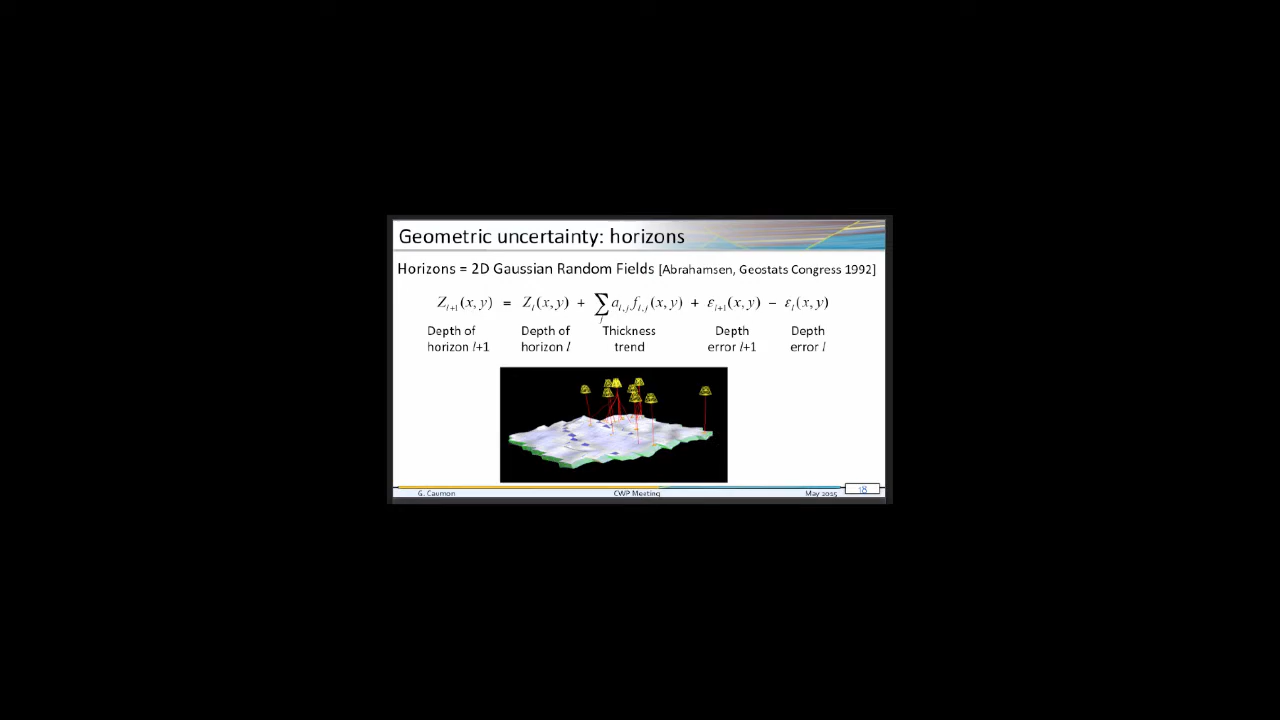 Geometric uncertainty: horizons
Horizons = 2D Gaussian Random Fields [Abrahamsen, Geostats Congress 1992]
Z_{l+1}(x, y) = Z_l(x, y) + ∑_j a_{l,j} f_{l,j}(x, y) + ε_{l+1}(x, y) − ε_l(x, y)
Depth of horizon l+1
Depth of horizon l
Thickness trend
Depth error l+1
Depth error l
G. Caumon CWP Meeting May 2015 18